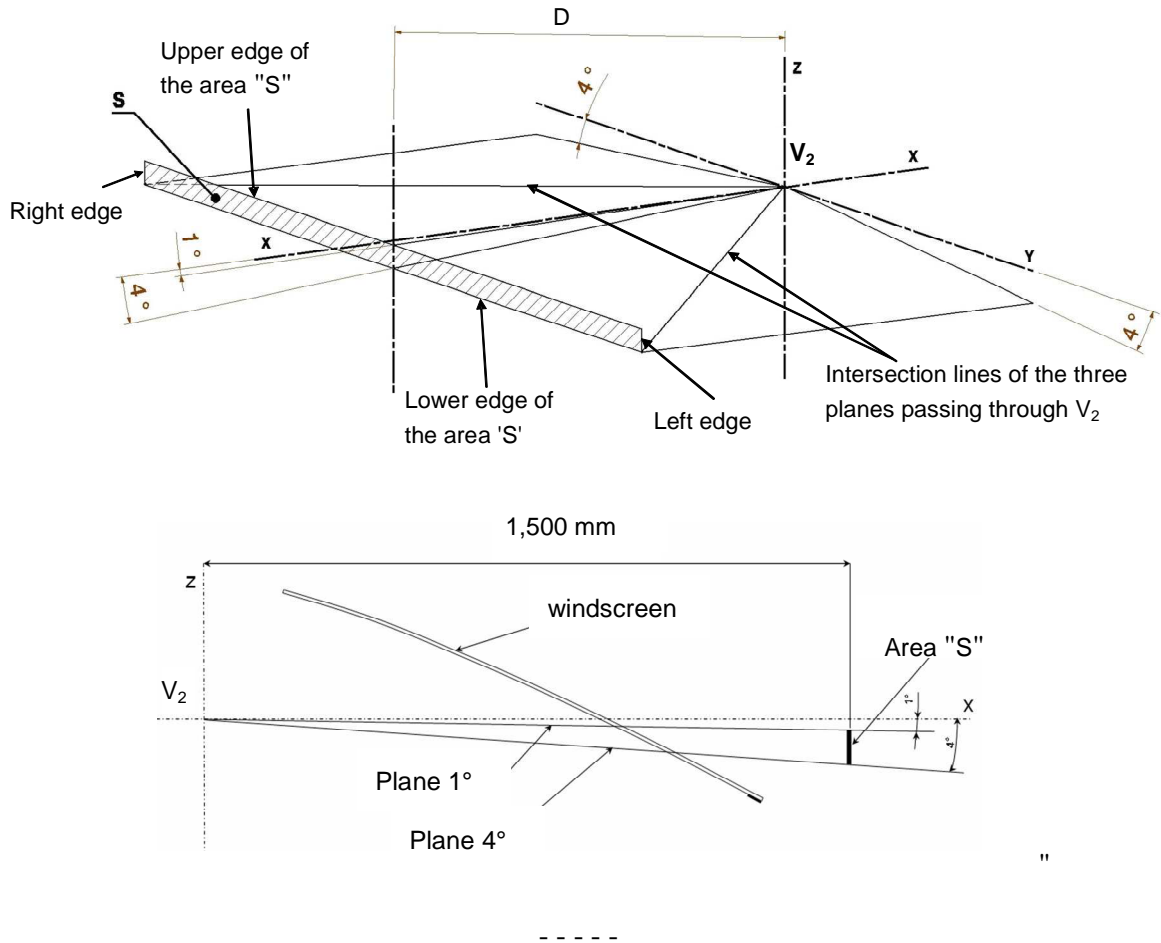 D
Upper edge of
the area "S"
S
Right edge
4°
z
V2
x
x
1°
4°
Y
4°
Lower edge of
the area 'S'
Left edge
Intersection lines of the three
planes passing through V2
1,500 mm
z
windscreen
Area "S"
V2
X
1°
4°
Plane 1°
Plane 4°
"
- - - - -